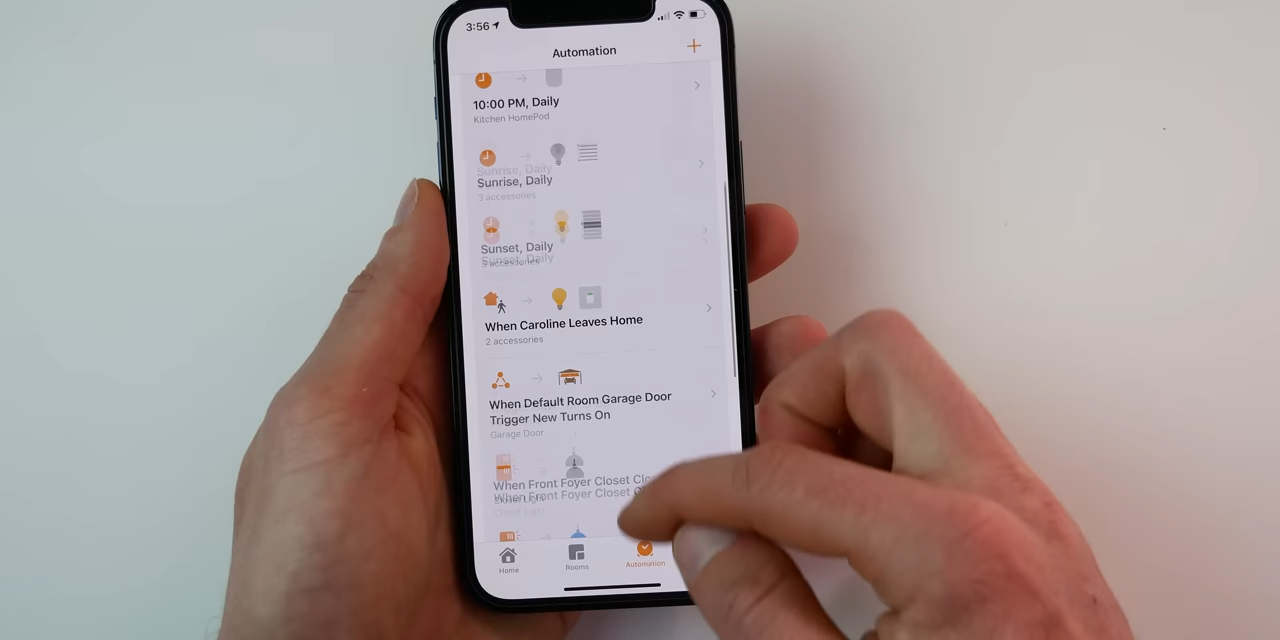 3:56
Automation
10:00 PM, Daily
Kitchen HomePod
Sunrise, Daily
Sunrise, Daily
3 accessories
Sunset, Daily
Sunset, Daily
3 accessories
When Caroline Leaves Home
2 accessories
When Default Room Garage Door
Trigger New Turns On
Garage Door
When Front Foyer Closet
When Front Foyer Closet
Closet Light
Home
Rooms
Automation